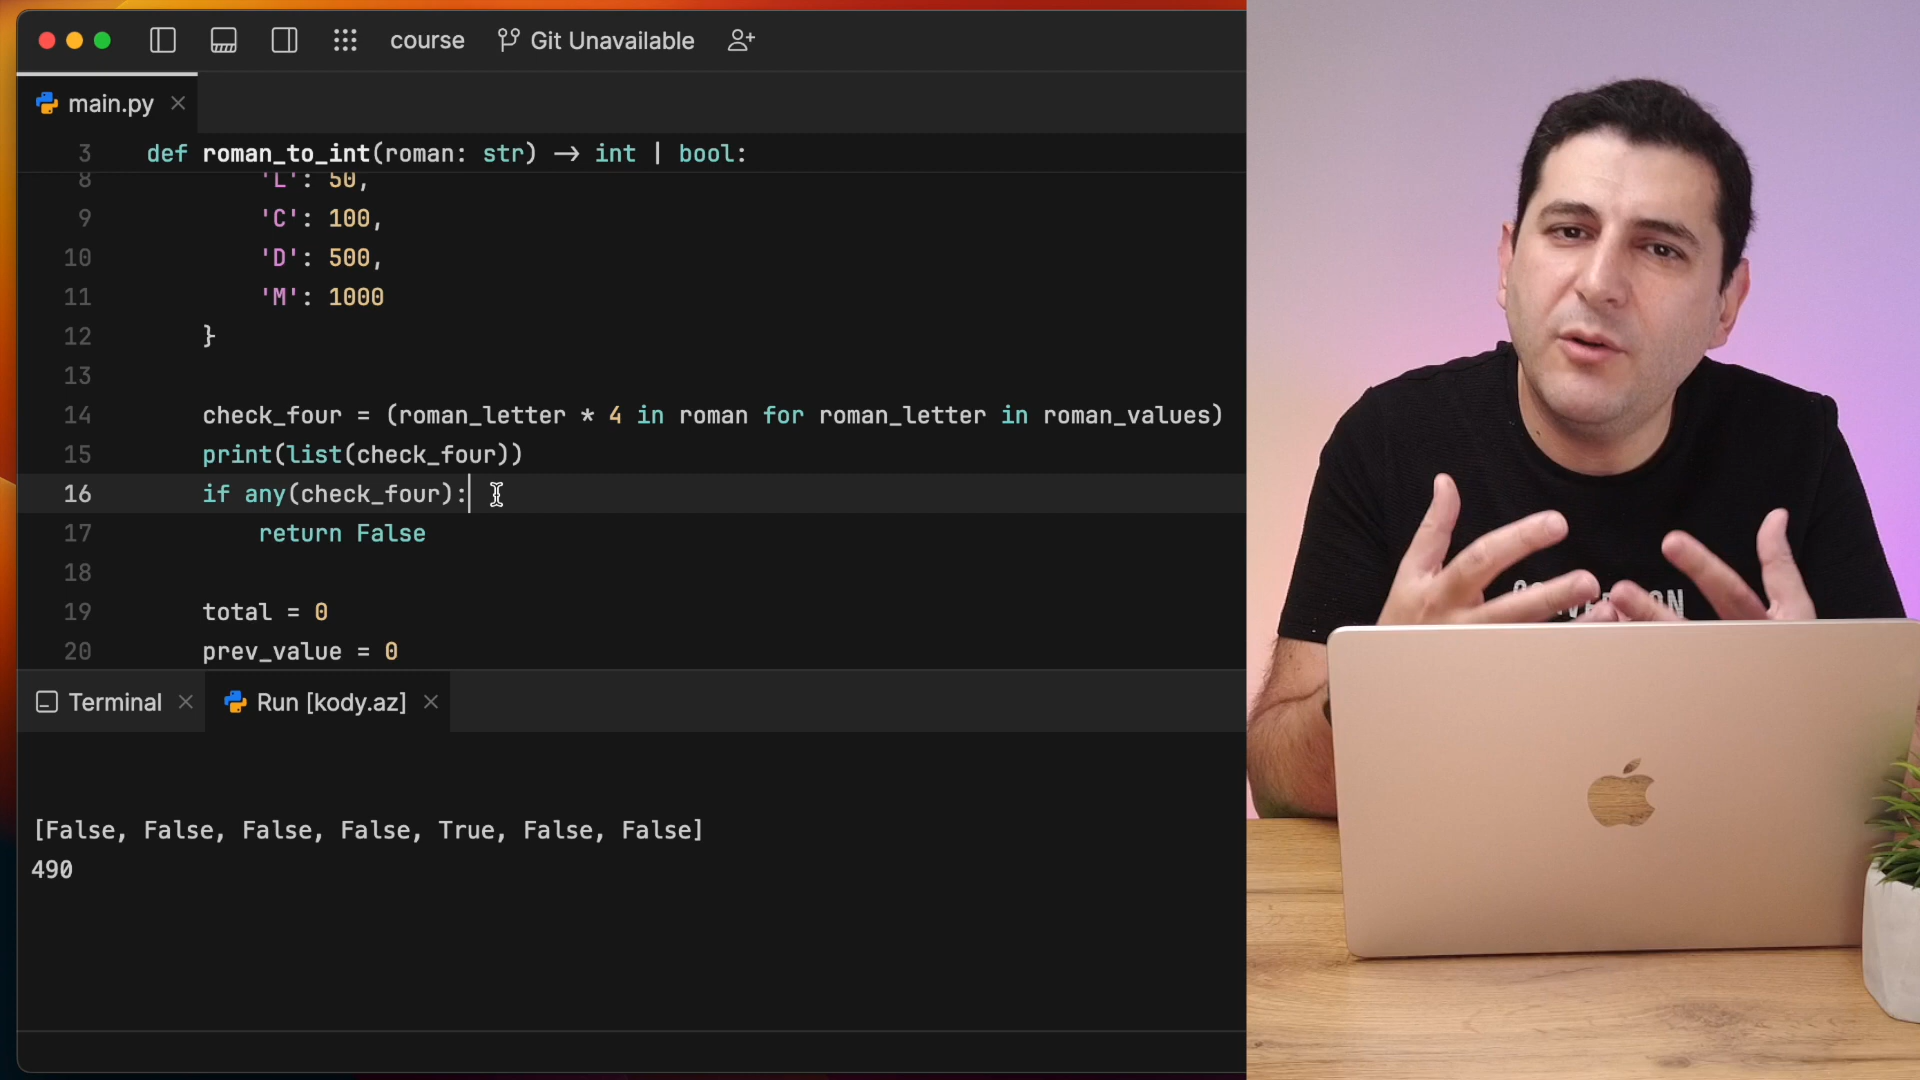 course Git Unavailable
main.py
3 def roman_to_int(roman: str) → int | bool:
8 'L': 50,
9 'C': 100,
10 'D': 500,
11 'M': 1000
12 }
13
14 check_four = (roman_letter * 4 in roman for roman_letter in roman_values)
15 print(list(check_four))
16 if any(check_four):
17 return False
18
19 total = 0
20 prev_value = 0
Terminal Run [kody.az]
[False, False, False, False, True, False, False]
490